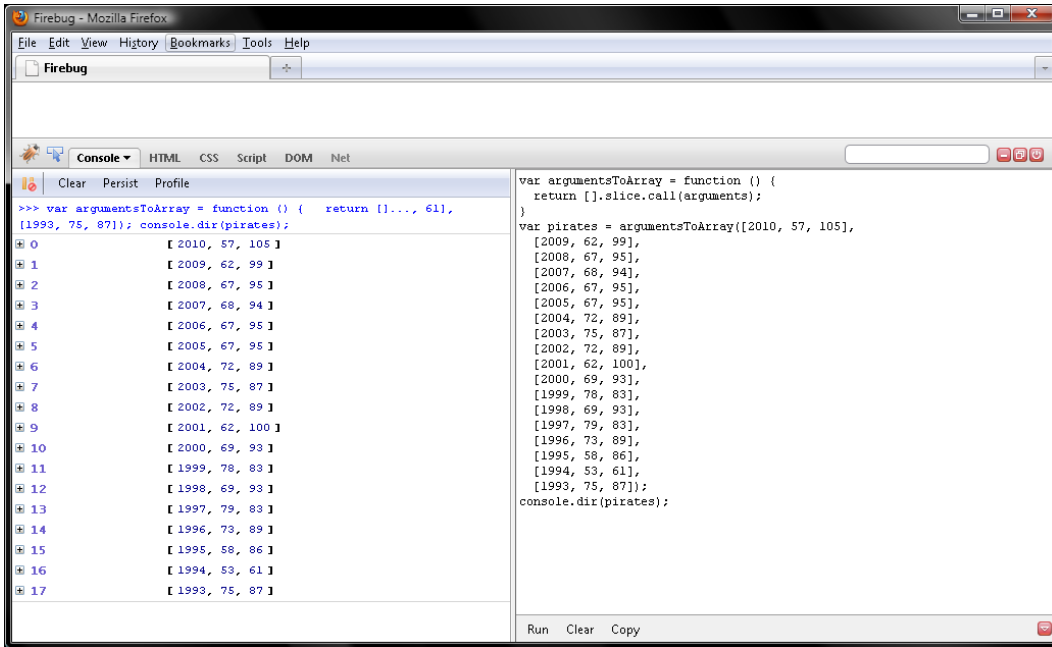 Firebug - Mozilla Firefox
File Edit View History Bookmarks Tools Help
Firebug
Console HTML CSS Script DOM Net
Clear Persist Profile
>>> var argumentsToArray = function () { return []..., 61],
[1993, 75, 87]); console.dir(pirates);
0 [ 2010, 57, 105 ]
1 [ 2009, 62, 99 ]
2 [ 2008, 67, 95 ]
3 [ 2007, 68, 94 ]
4 [ 2006, 67, 95 ]
5 [ 2005, 67, 95 ]
6 [ 2004, 72, 89 ]
7 [ 2003, 75, 87 ]
8 [ 2002, 72, 89 ]
9 [ 2001, 62, 100 ]
10 [ 2000, 69, 93 ]
11 [ 1999, 78, 83 ]
12 [ 1998, 69, 93 ]
13 [ 1997, 79, 83 ]
14 [ 1996, 73, 89 ]
15 [ 1995, 58, 86 ]
16 [ 1994, 53, 61 ]
17 [ 1993, 75, 87 ]
var argumentsToArray = function () {
return [].slice.call(arguments);
}
var pirates = argumentsToArray([2010, 57, 105],
[2009, 62, 99],
[2008, 67, 95],
[2007, 68, 94],
[2006, 67, 95],
[2005, 67, 95],
[2004, 72, 89],
[2003, 75, 87],
[2002, 72, 89],
[2001, 62, 100],
[2000, 69, 93],
[1999, 78, 83],
[1998, 69, 93],
[1997, 79, 83],
[1996, 73, 89],
[1995, 58, 86],
[1994, 53, 61],
[1993, 75, 87]);
console.dir(pirates);
Run Clear Copy